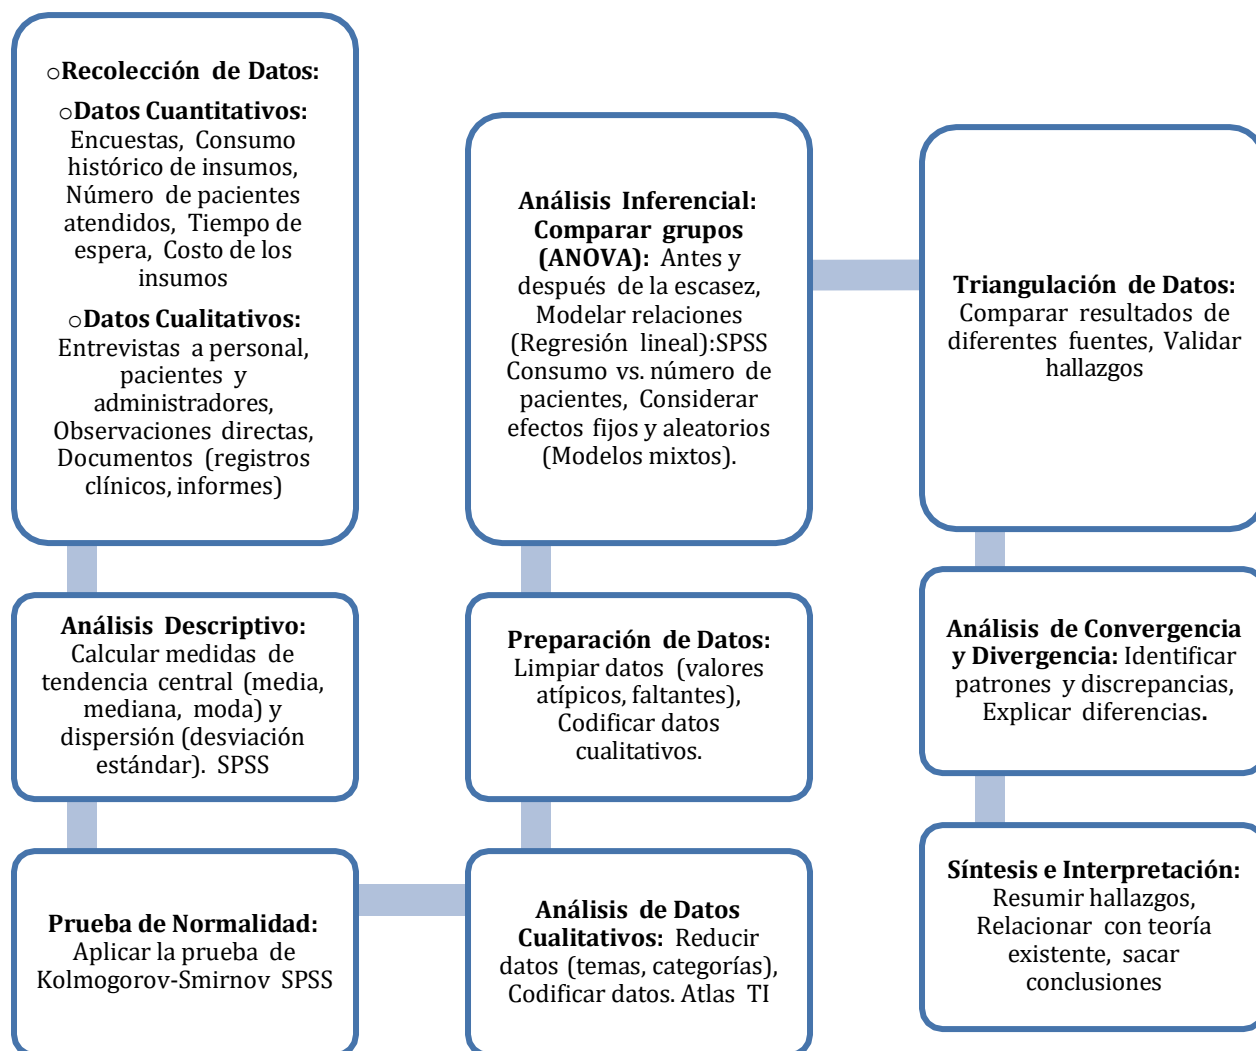 ○Recolección de Datos:
○Datos Cuantitativos:
Encuestas, Consumo
histórico de insumos,
Número de pacientes
atendidos, Tiempo de
espera, Costo de los
insumos
○Datos Cualitativos:
Entrevistas a personal,
pacientes y
administradores,
Observaciones directas,
Documentos (registros
clínicos, informes)
Análisis Descriptivo:
Calcular medidas de
tendencia central (media,
mediana, moda) y
dispersión (desviación
estándar). SPSS
Prueba de Normalidad:
Aplicar la prueba de
Kolmogorov-Smirnov SPSS
Análisis de Datos
Cualitativos: Reducir
datos (temas, categorías),
Codificar datos. Atlas TI
Preparación de Datos:
Limpiar datos (valores
atípicos, faltantes),
Codificar datos
cualitativos.
Análisis Inferencial:
Comparar grupos
(ANOVA): Antes y
después de la escasez,
Modelar relaciones
(Regresión lineal):SPSS
Consumo vs. número de
pacientes, Considerar
efectos fijos y aleatorios
(Modelos mixtos).
Triangulación de Datos:
Comparar resultados de
diferentes fuentes, Validar
hallazgos
Análisis de Convergencia
y Divergencia: Identificar
patrones y discrepancias,
Explicar diferencias.
Síntesis e Interpretación:
Resumir hallazgos,
Relacionar con teoría
existente, sacar
conclusiones